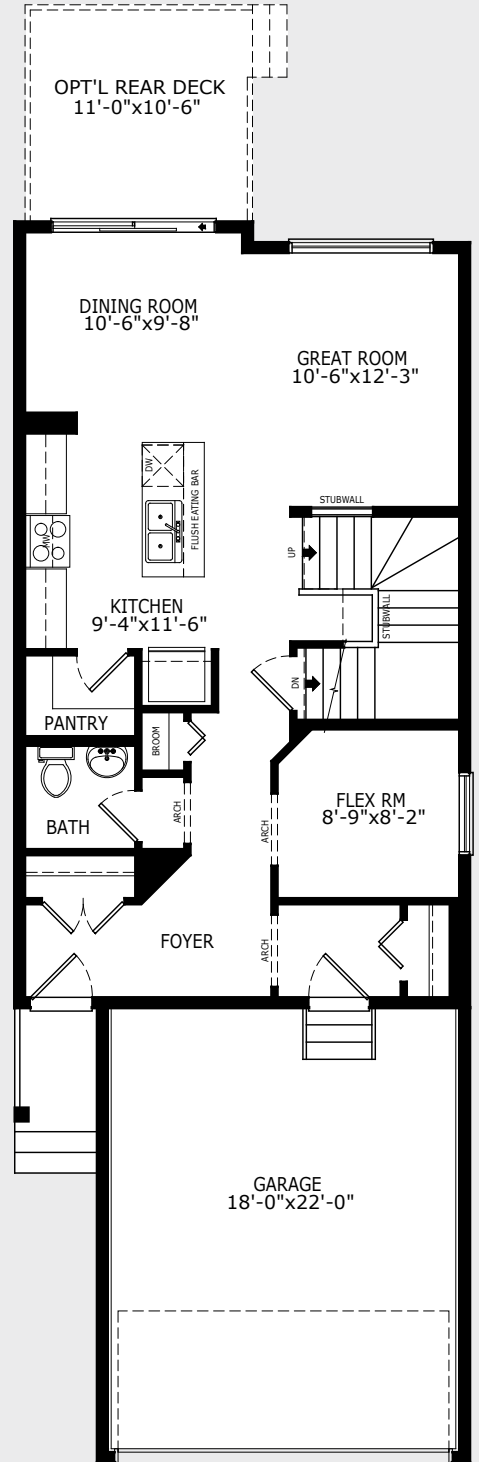 OPT'L REAR DECK
11'-0"x10'-6"
DINING ROOM
10'-6"x9'-8"
GREAT ROOM
10'-6"x12'-3"
DW
FLUSH EATING BAR
MW
STUBWALL
UP
STUBWALL
KITCHEN
9'-4"x11'-6"
DN
PANTRY
BROOM
BATH
ARCH
ARCH
FLEX RM
8'-9"x8'-2"
FOYER
ARCH
GARAGE
18'-0"x22'-0"